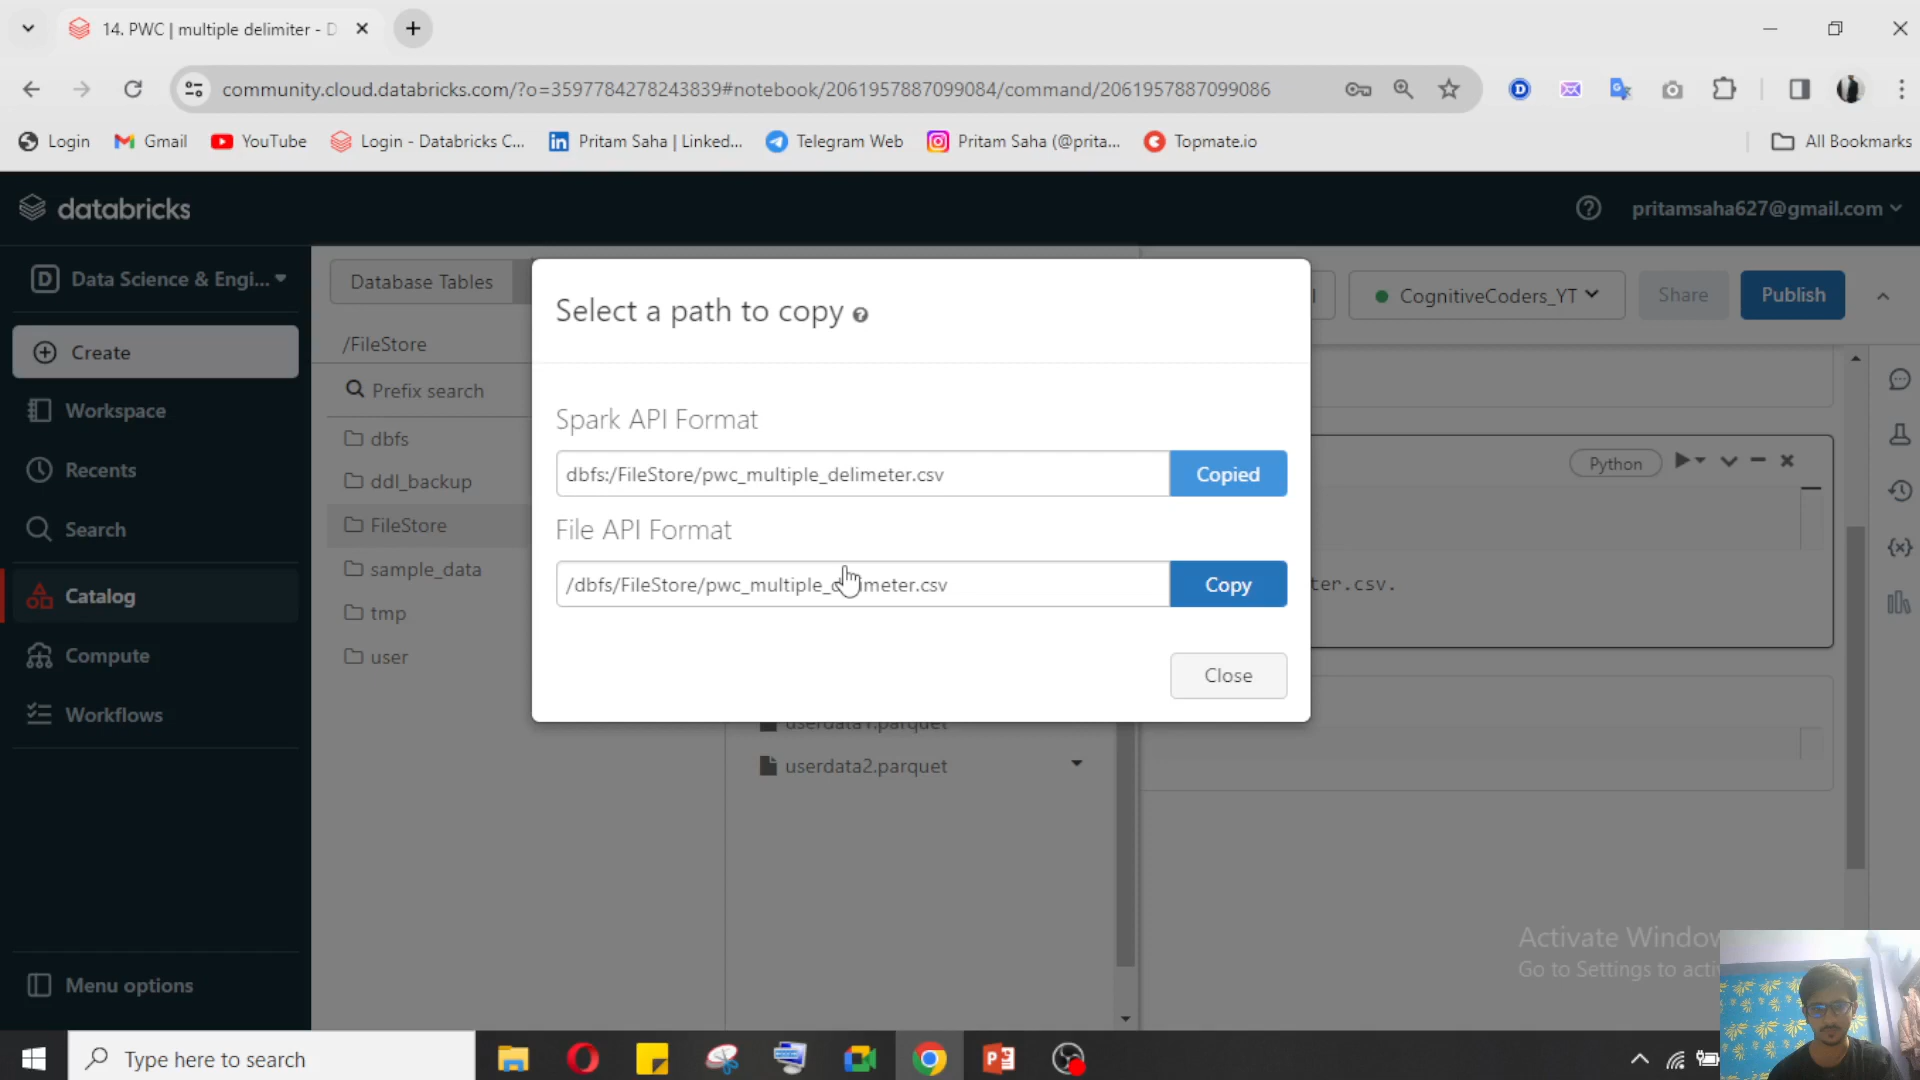 14. PWC | multiple delimiter - D
community.cloud.databricks.com/?o=3597784278243839#notebook/2061957887099084/command/2061957887099086
Login
Gmail
YouTube
Login - Databricks C...
Pritam Saha | Linked...
Telegram Web
Pritam Saha (@prita...
Topmate.io
All Bookmarks
databricks
pritamsaha627@gmail.com
Data Science & Engi...
Database Tables
CognitiveCoders_YT
Share
Publish
Create
Workspace
Recents
Search
Catalog
Compute
Workflows
Menu options
/FileStore
Prefix search
dbfs
ddl_backup
FileStore
sample_data
tmp
user
Select a path to copy
Spark API Format
dbfs:/FileStore/pwc_multiple_delimeter.csv
Copied
File API Format
/dbfs/FileStore/pwc_multiple_delimeter.csv
Copy
Close
userdata1.parquet
userdata2.parquet
Python
ter.csv.
Activate Window
Go to Settings to acti
Type here to search